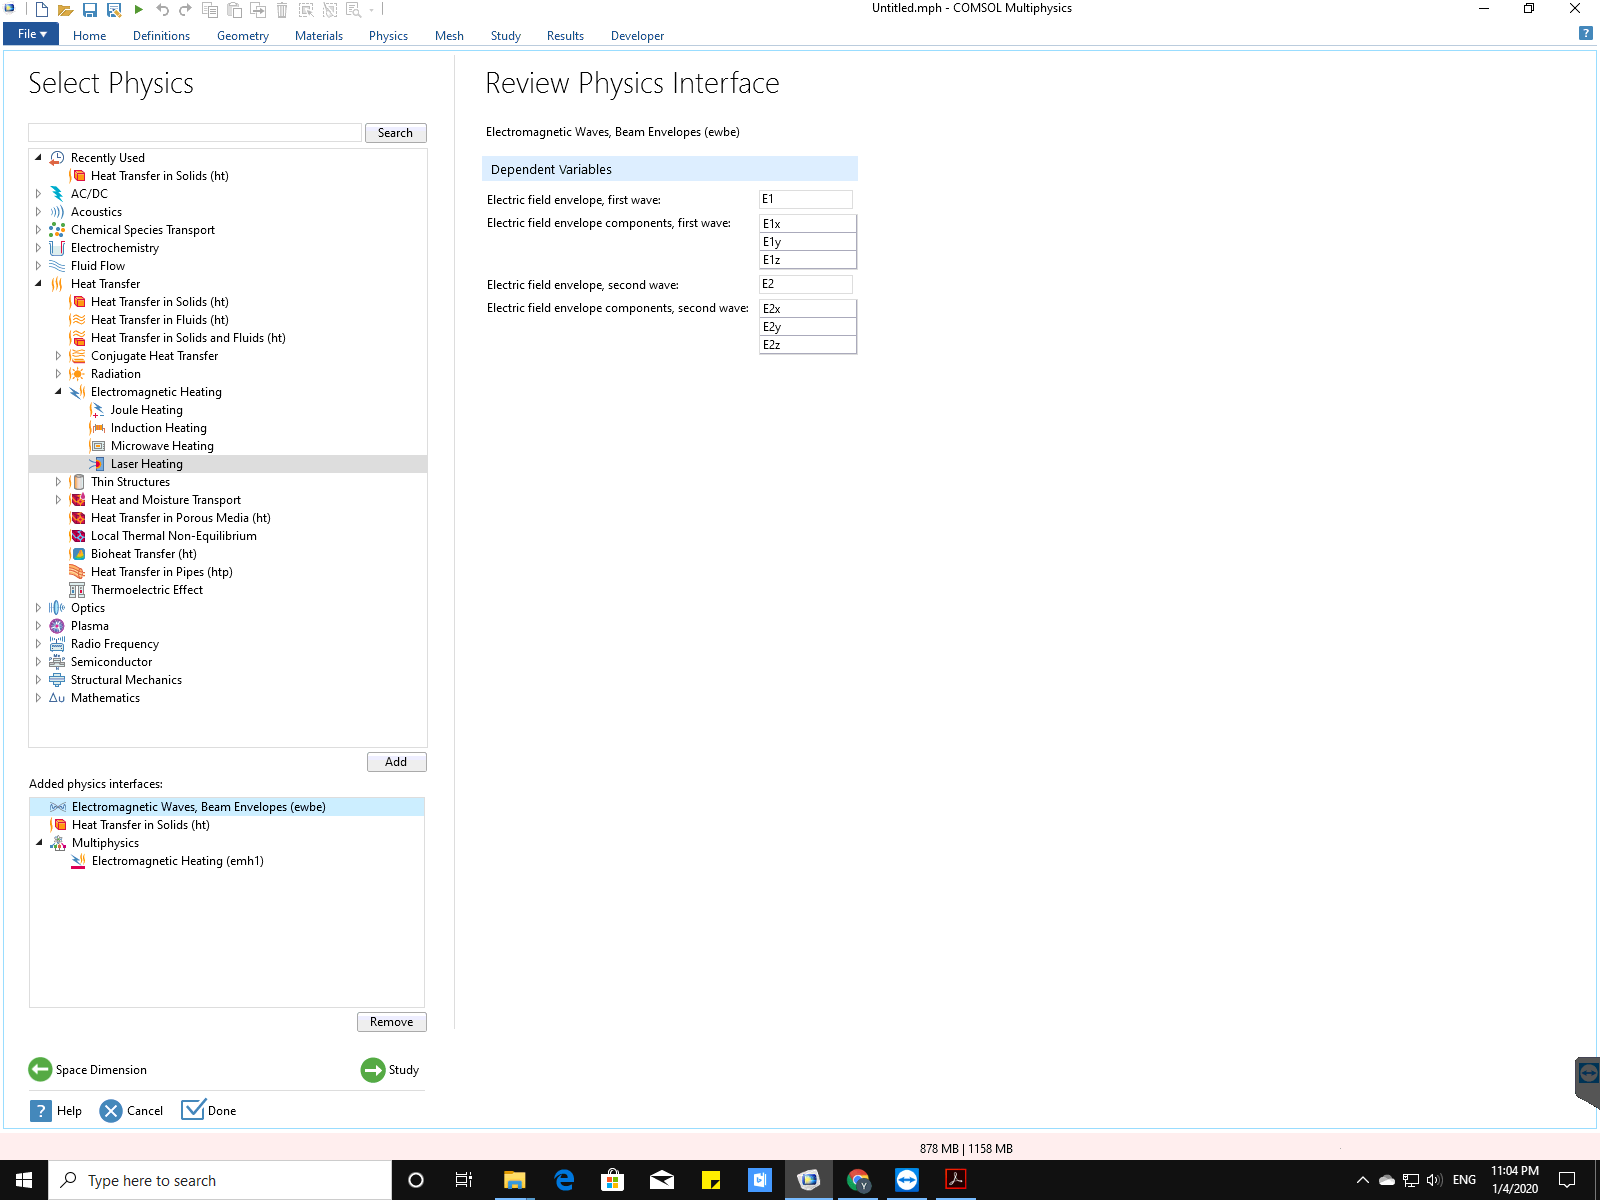 Untitled.mph - COMSOL Multiphysics
File Home Definitions Geometry Materials Physics Mesh Study Results Developer
Select Physics
Search
Recently Used
Heat Transfer in Solids (ht)
AC/DC
Acoustics
Chemical Species Transport
Electrochemistry
Fluid Flow
Heat Transfer
Heat Transfer in Solids (ht)
Heat Transfer in Fluids (ht)
Heat Transfer in Solids and Fluids (ht)
Conjugate Heat Transfer
Radiation
Electromagnetic Heating
Joule Heating
Induction Heating
Microwave Heating
Laser Heating
Thin Structures
Heat and Moisture Transport
Heat Transfer in Porous Media (ht)
Local Thermal Non-Equilibrium
Bioheat Transfer (ht)
Heat Transfer in Pipes (htp)
Thermoelectric Effect
Optics
Plasma
Radio Frequency
Semiconductor
Structural Mechanics
Δu Mathematics
Add
Added physics interfaces:
Electromagnetic Waves, Beam Envelopes (ewbe)
Heat Transfer in Solids (ht)
Multiphysics
Electromagnetic Heating (emh1)
Remove
Space Dimension
Study
? Help Cancel Done
Review Physics Interface
Electromagnetic Waves, Beam Envelopes (ewbe)
Dependent Variables
Electric field envelope, first wave: E1
Electric field envelope components, first wave: E1x
E1y
E1z
Electric field envelope, second wave: E2
Electric field envelope components, second wave: E2x
E2y
E2z
?
878 MB | 1158 MB
Type here to search
ENG
11:04 PM
1/4/2020